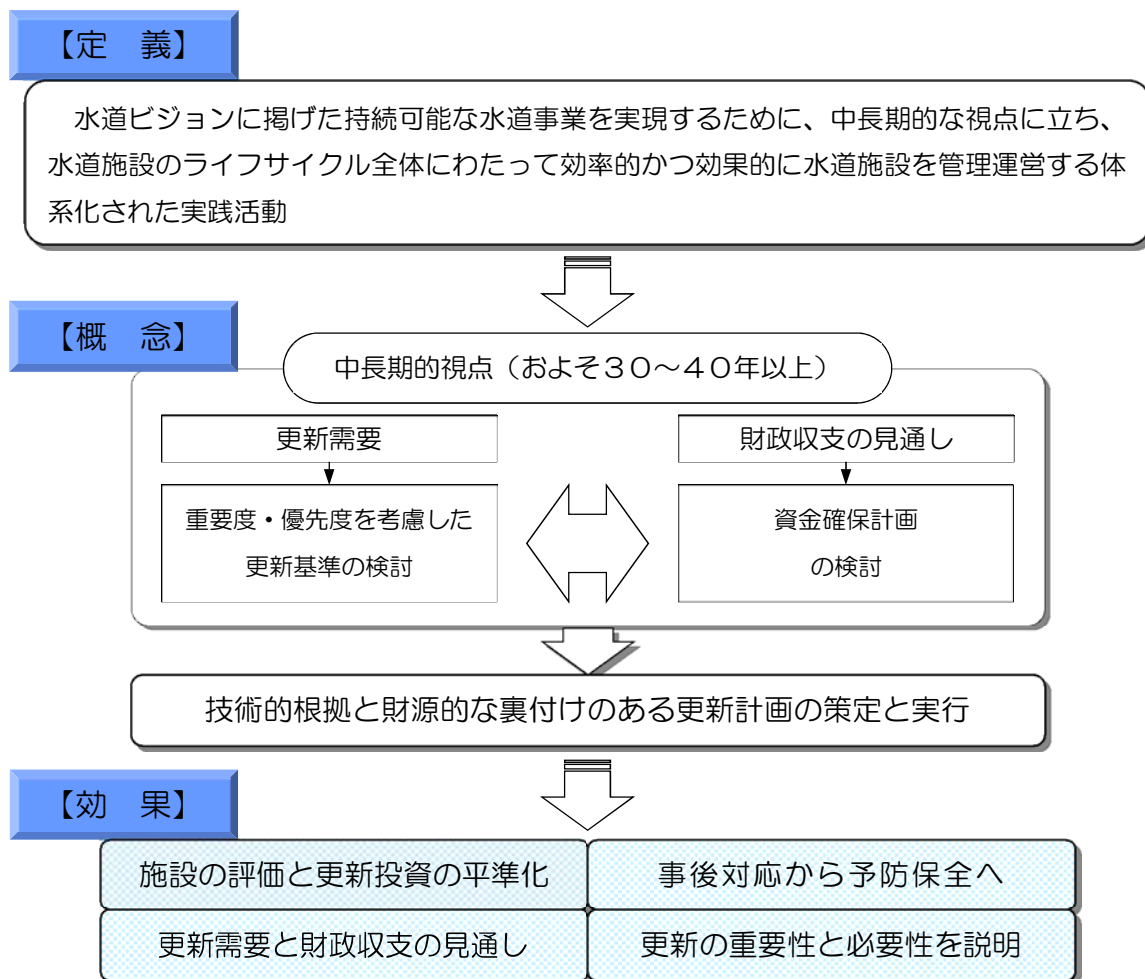 【定　義】
水道ビジョンに掲げた持続可能な水道事業を実現するために、中長期的な視点に立ち、
水道施設のライフサイクル全体にわたって効率的かつ効果的に水道施設を管理運営する体
系化された実践活動
【概　念】
中長期的視点（およそ３０～４０年以上）
更新需要
財政収支の見通し
重要度・優先度を考慮した
更新基準の検討
資金確保計画
の検討
技術的根拠と財源的な裏付けのある更新計画の策定と実行
【効　果】
施設の評価と更新投資の平準化
事後対応から予防保全へ
更新需要と財政収支の見通し
更新の重要性と必要性を説明